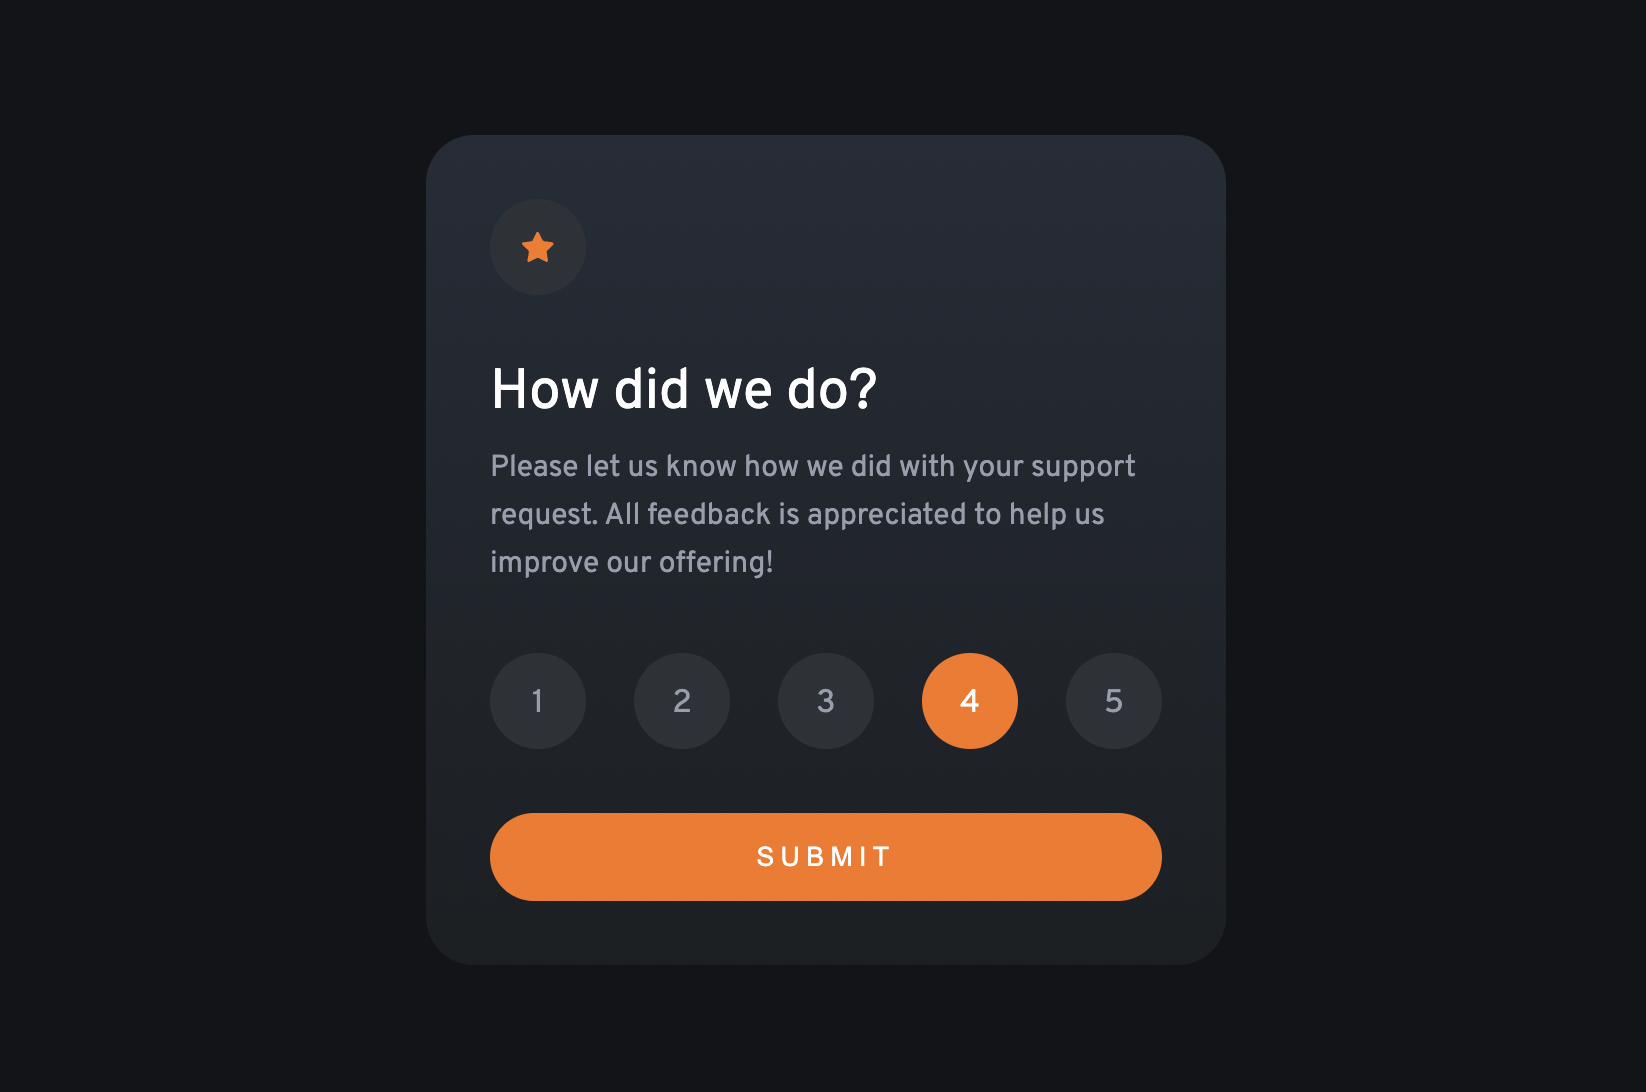 How did we do?
Please let us know how we did with your support
request. All feedback is appreciated to help us
improve our offering!
1 2 3 4 5
SUBMIT